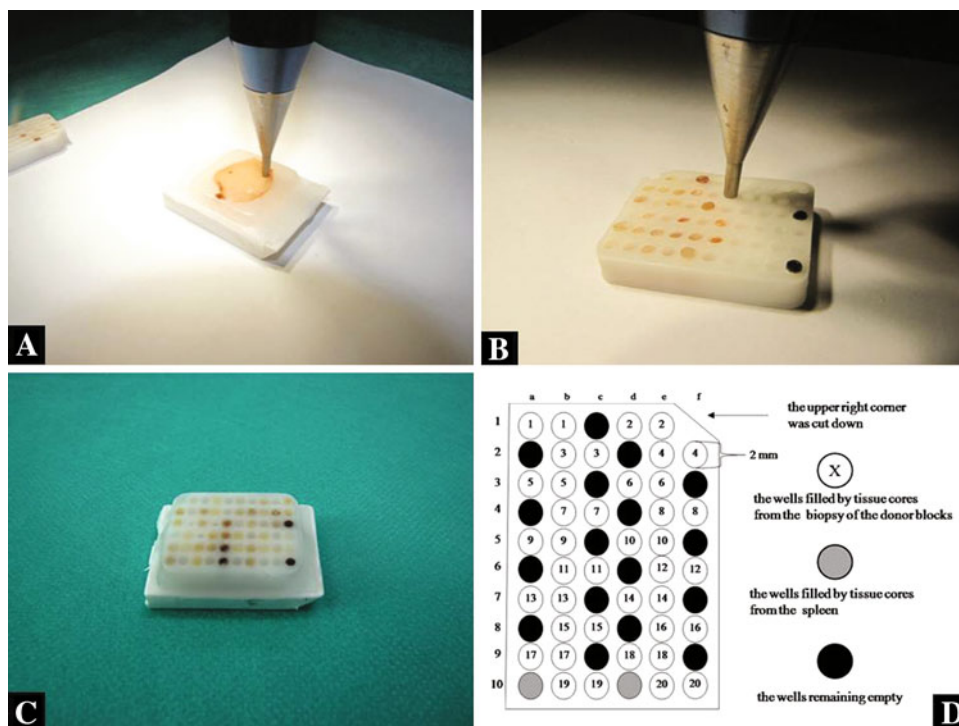 A
B
C
a b c d e f
1 1 1 2 2
2 3 3 4 4
3 5 5 6 6
4 7 7 8 8
5 9 9 10 10
6 11 11 12 12
7 13 13 14 14
8 15 15 16 16
9 17 17 18 18
10 19 19 20 20
the upper right corner
was cut down
2 mm
X
the wells filled by tissue cores
from the biopsy of the donor blocks
the wells filled by tissue cores
from the spleen
the wells remaining empty
D